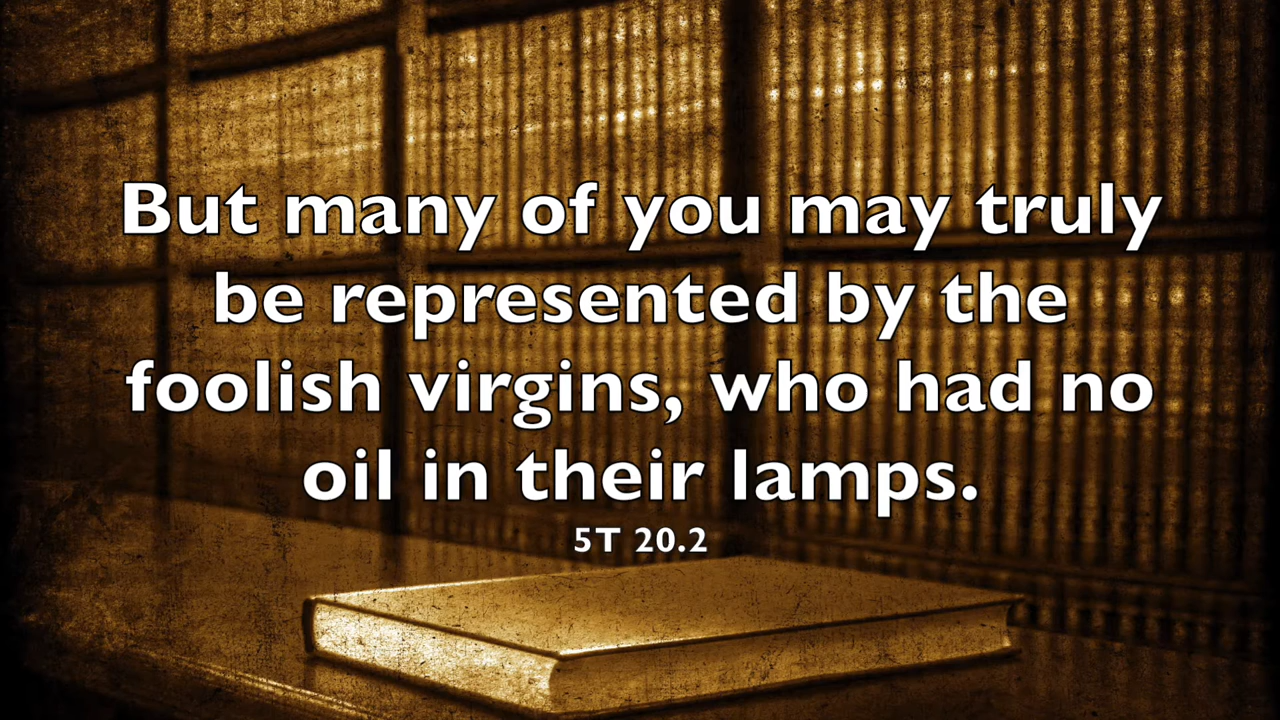 But many of you may truly
be represented by the
foolish virgins, who had no
oil in their lamps.
5T 20.2